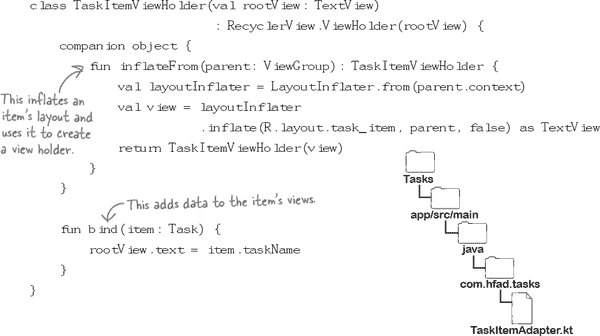 class TaskItemViewHolder(val rootView: TextView)
: RecyclerView.ViewHolder(rootView) {
companion object {
fun inflateFrom(parent: ViewGroup): TaskItemViewHolder {
val layoutInflater = LayoutInflater.from(parent.context)
val view = layoutInflater
.inflate(R.layout.task_item, parent, false) as TextView
return TaskItemViewHolder(view)
}
}
This inflates an
item's layout and
uses it to create
a view holder.
This adds data to the item's views.
fun bind(item: Task) {
rootView.text = item.taskName
}
}
Tasks
app/src/main
java
com.hfad.tasks
TaskItemAdapter.kt